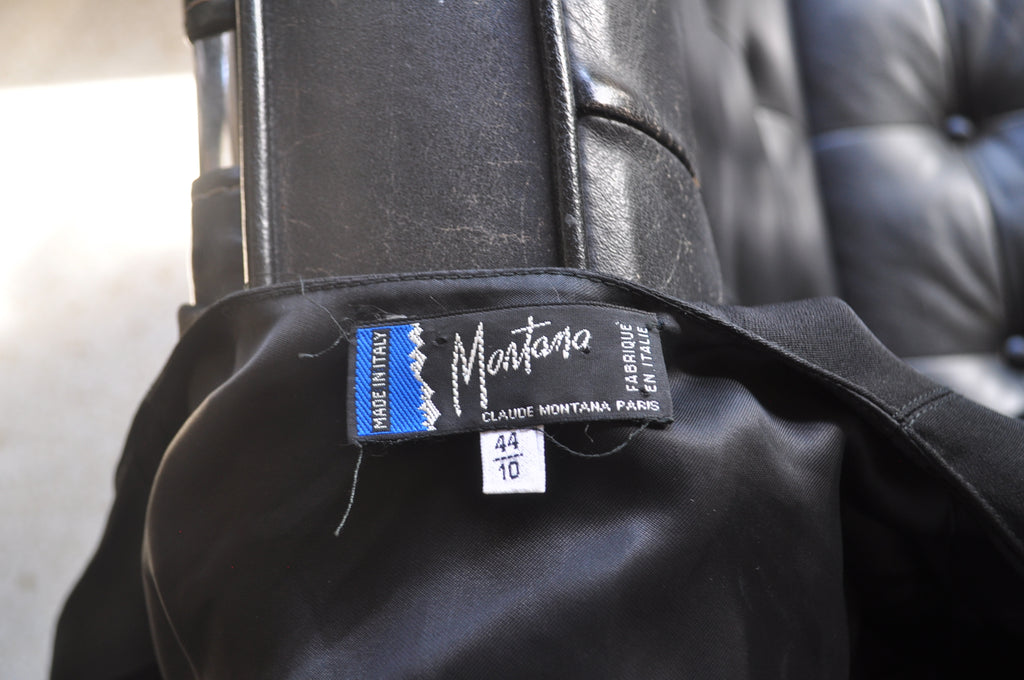 MADE IN ITALY
Montana
FABRIQUE
EN ITALIE
CLAUDE MONTANA PARIS
44
10